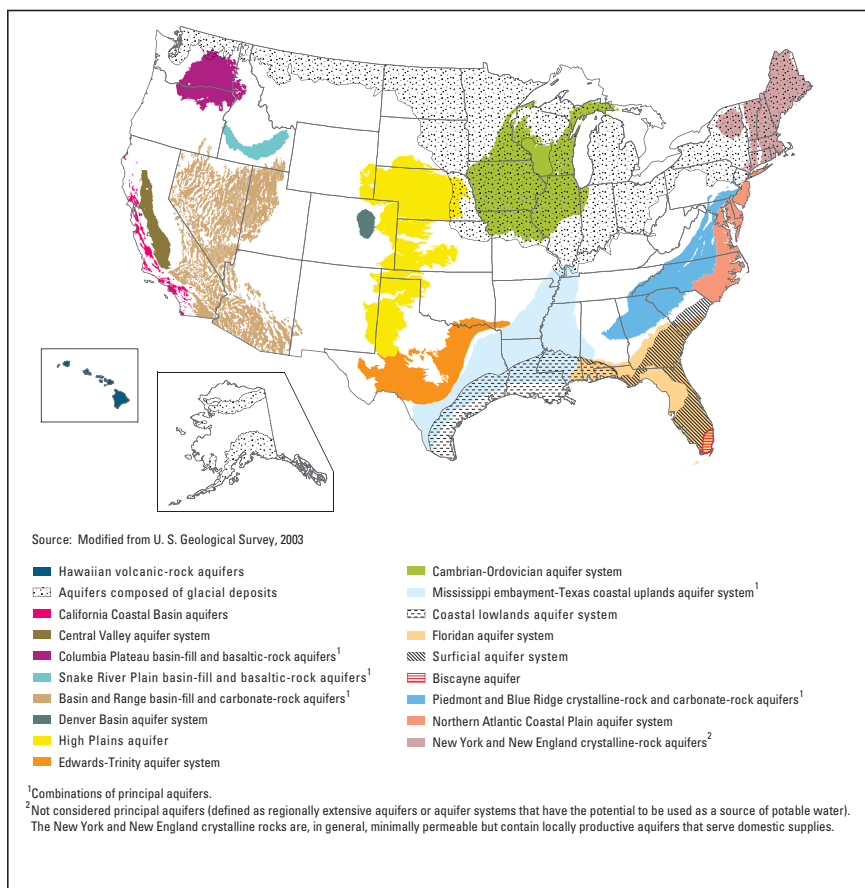 Source: Modified from U. S. Geological Survey, 2003
Hawaiian volcanic-rock aquifers
Aquifers composed of glacial deposits
California Coastal Basin aquifers
Central Valley aquifer system
Columbia Plateau basin-fill and basaltic-rock aquifers¹
Snake River Plain basin-fill and basaltic-rock aquifers¹
Basin and Range basin-fill and carbonate-rock aquifers¹
Denver Basin aquifer system
High Plains aquifer
Edwards-Trinity aquifer system
Cambrian-Ordovician aquifer system
Mississippi embayment-Texas coastal uplands aquifer system¹
Coastal lowlands aquifer system
Floridan aquifer system
Surficial aquifer system
Biscayne aquifer
Piedmont and Blue Ridge crystalline-rock and carbonate-rock aquifers¹
Northern Atlantic Coastal Plain aquifer system
New York and New England crystalline-rock aquifers²
¹Combinations of principal aquifers.
²Not considered principal aquifers (defined as regionally extensive aquifers or aquifer systems that have the potential to be used as a source of potable water).
The New York and New England crystalline rocks are, in general, minimally permeable but contain locally productive aquifers that serve domestic supplies.